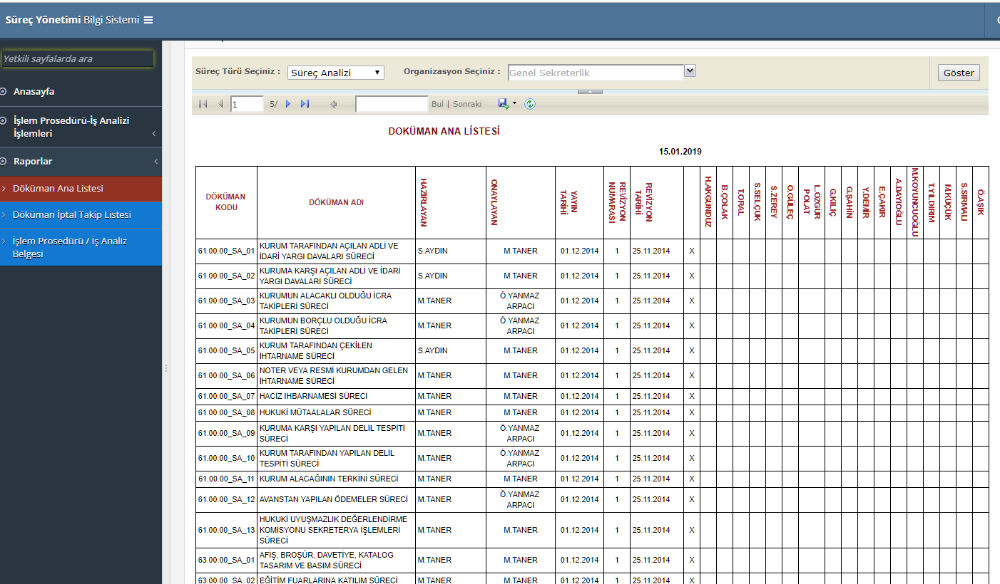 Süreç Yönetimi Bilgi Sistemi
Yetkili sayfalarda ara
Anasayfa
İşlem Prosedürü-İş Analizi
İşlemleri
Raporlar
Döküman Ana Listesi
Döküman İptal Takip Listesi
İşlem Prosedürü / İş Analiz
Belgesi
Süreç Türü Seçiniz : Süreç Analizi Organizasyon Seçiniz : Genel Sekreterlik Göster
1 5/ Bul | Sonraki
DOKÜMAN ANA LİSTESİ
15.01.2019
DÖKÜMAN
KODU
DÖKÜMAN ADI
HAZIRLAYAN
ONAYLAYAN
YAYIN
TARİHİ
REVİZYON
NUMARASI
REVİZYON
TARİHİ
H.AKGÜNDÜZ
B.ÇOLAK
T.ORAL
S.SELÇUK
S.ZEREY
Ö.GÜLEÇ
L.ÖZGÜR
POLAT
G.KILIÇ
G.ŞAHİN
Y.DEMİR
E.ÇAKIR
A.DAYIOĞLU
M.KOYUNCUOĞLU
T.YILDIRIM
M.KÜÇÜK
S.SIRMALI
Ö.AŞIK
61.00.00_SA_01 KURUM TARAFINDAN AÇILAN ADLİ VE
İDARİ YARGI DAVALARI SÜRECİ S.AYDIN M.TANER 01.12.2014 1 25.11.2014 X
61.00.00_SA_02 KURUMA KARŞI AÇILAN ADLİ VE İDARİ
YARGI DAVALARI SÜRECİ S.AYDIN M.TANER 01.12.2014 1 25.11.2014 X
61.00.00_SA_03 KURUMUN ALACAKLI OLDUĞU İCRA
TAKİPLERİ SÜRECİ M.TANER Ö.YANMAZ
ARPACI 01.12.2014 1 25.11.2014 X
61.00.00_SA_04 KURUMUN BORÇLU OLDUĞU İCRA
TAKİPLERİ SÜRECİ M.TANER Ö.YANMAZ
ARPACI 01.12.2014 1 25.11.2014 X
61.00.00_SA_05 KURUM TARAFINDAN ÇEKİLEN
İHTARNAME SÜRECİ S.AYDIN M.TANER 01.12.2014 1 25.11.2014 X
61.00.00_SA_06 NOTER VEYA RESMİ KURUMDAN GELEN
İHTARNAME SÜRECİ M.TANER M.TANER 01.12.2014 1 25.11.2014 X
61.00.00_SA_07 HACİZ İHBARNAMESİ SÜRECİ M.TANER M.TANER 01.12.2014 1 25.11.2014 X
61.00.00_SA_08 HUKUKİ MÜTAALALAR SÜRECİ M.TANER M.TANER 01.12.2014 1 25.11.2014 X
61.00.00_SA_09 KURUMA KARŞI YAPILAN DELİL TESPİTİ
SÜRECİ M.TANER Ö.YANMAZ
ARPACI 01.12.2014 1 25.11.2014 X
61.00.00_SA_10 KURUM TARAFINDAN YAPILAN DELİL
TESPİTİ SÜRECİ M.TANER Ö.YANMAZ
ARPACI 01.12.2014 1 25.11.2014 X
61.00.00_SA_11 KURUM ALACAĞININ TERKİNİ SÜRECİ M.TANER M.TANER 01.12.2014 1 25.11.2014 X
61.00.00_SA_12 AVANSTAN YAPILAN ÖDEMELER SÜRECİ M.TANER Ö.YANMAZ
ARPACI 01.12.2014 1 25.11.2014 X
61.00.00_SA_13 HUKUKİ UYUŞMAZLIK DEĞERLENDİRME
KOMİSYONU SEKRETERYA İŞLEMLERİ
SÜRECİ M.TANER M.TANER 01.12.2014 1 25.11.2014 X
63.00.00_SA_01 AFİŞ, BROŞÜR, DAVETİYE, KATALOG
TASARIM VE BASIM SÜRECİ M.TANER M.TANER 01.12.2014 1 25.11.2014 X
63.00.00_SA_02 EĞİTİM FUARLARINA KATILIM SÜRECİ M.TANER M.TANER 01.12.2014 1 25.11.2014 X